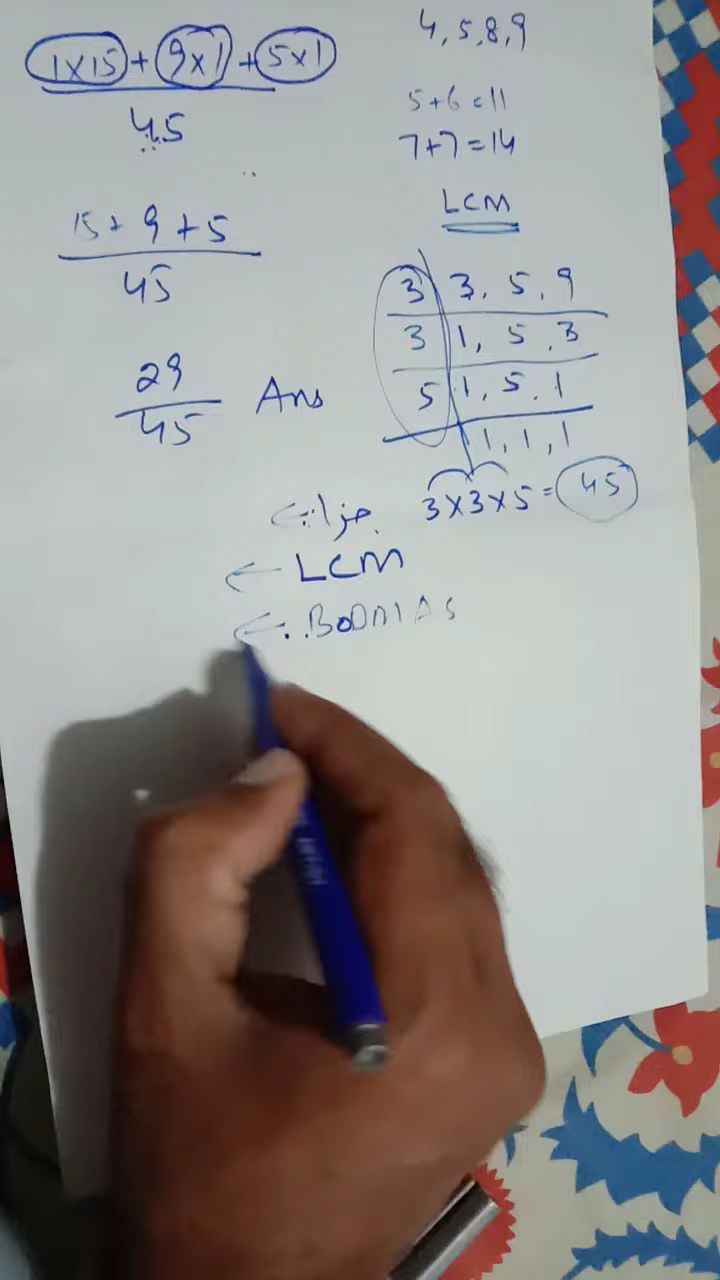 1x15 + 9x1 + 5x1
45
15 + 9 + 5
45
29
45
Ans
4, 5, 8, 9
5+6=11
7+7=14
LCM
3 3, 5, 9
3 1, 5, 3
5 1, 5, 1
1, 1, 1
3x3x5=45
← LCM
← BODMAS